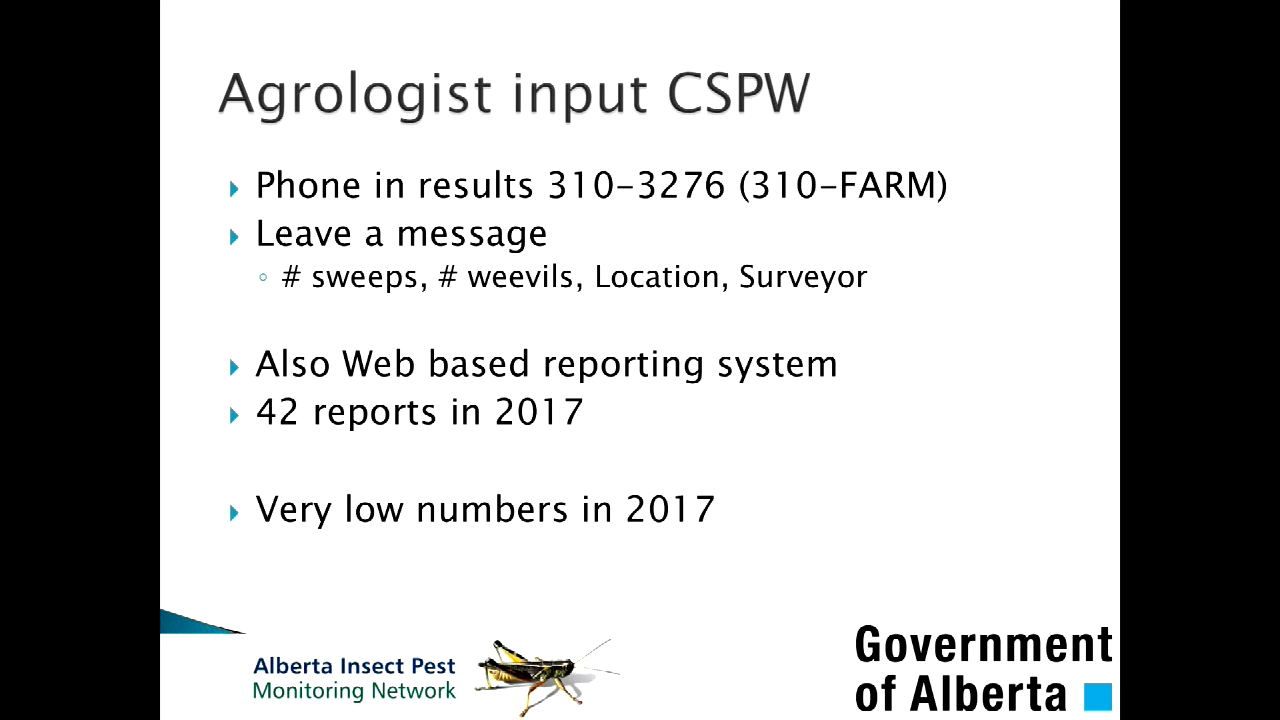 Agrologist input CSPW
Phone in results 310-3276 (310-FARM)
Leave a message
# sweeps, # weevils, Location, Surveyor
Also Web based reporting system
42 reports in 2017
Very low numbers in 2017
Alberta Insect Pest
Monitoring Network
Government
of Alberta